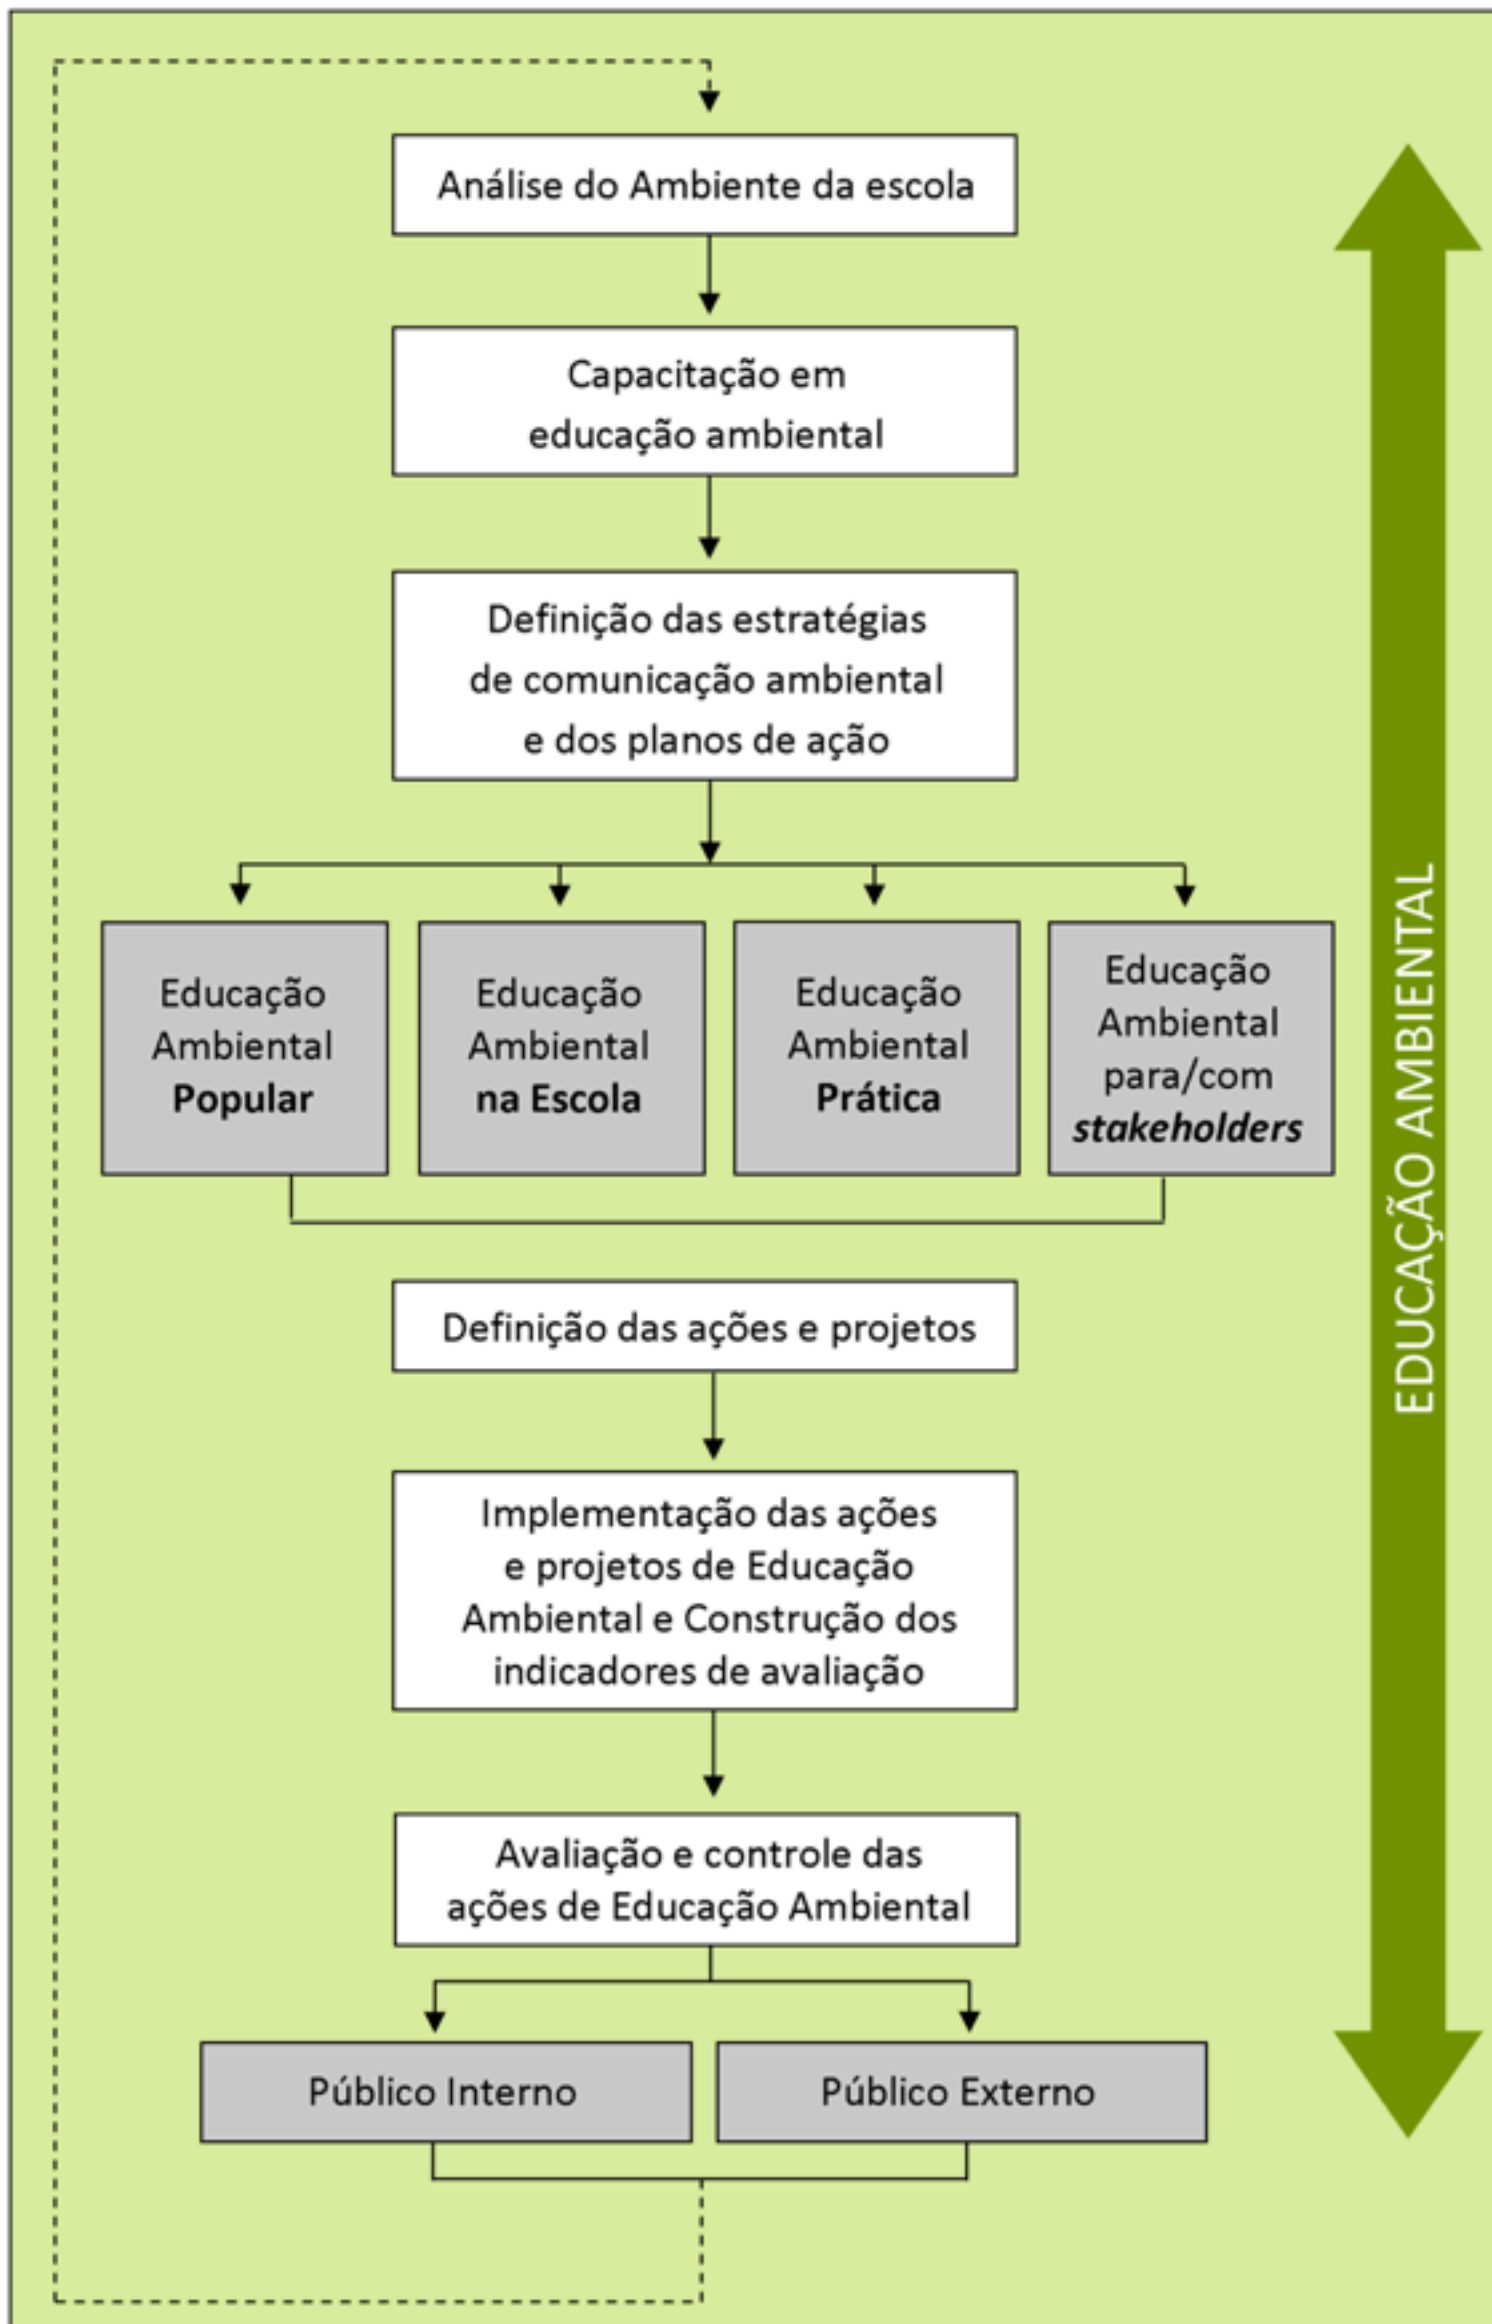 Análise do Ambiente da escola
Capacitação em
educação ambiental
Definição das estratégias
de comunicação ambiental
e dos planos de ação
Educação
Ambiental
Popular
Educação
Ambiental
na Escola
Educação
Ambiental
Prática
Educação
Ambiental
para/com
stakeholders
Definição das ações e projetos
Implementação das ações
e projetos de Educação
Ambiental e Construção dos
indicadores de avaliação
Avaliação e controle das
ações de Educação Ambiental
Público Interno
Público Externo
EDUCAÇÃO AMBIENTAL